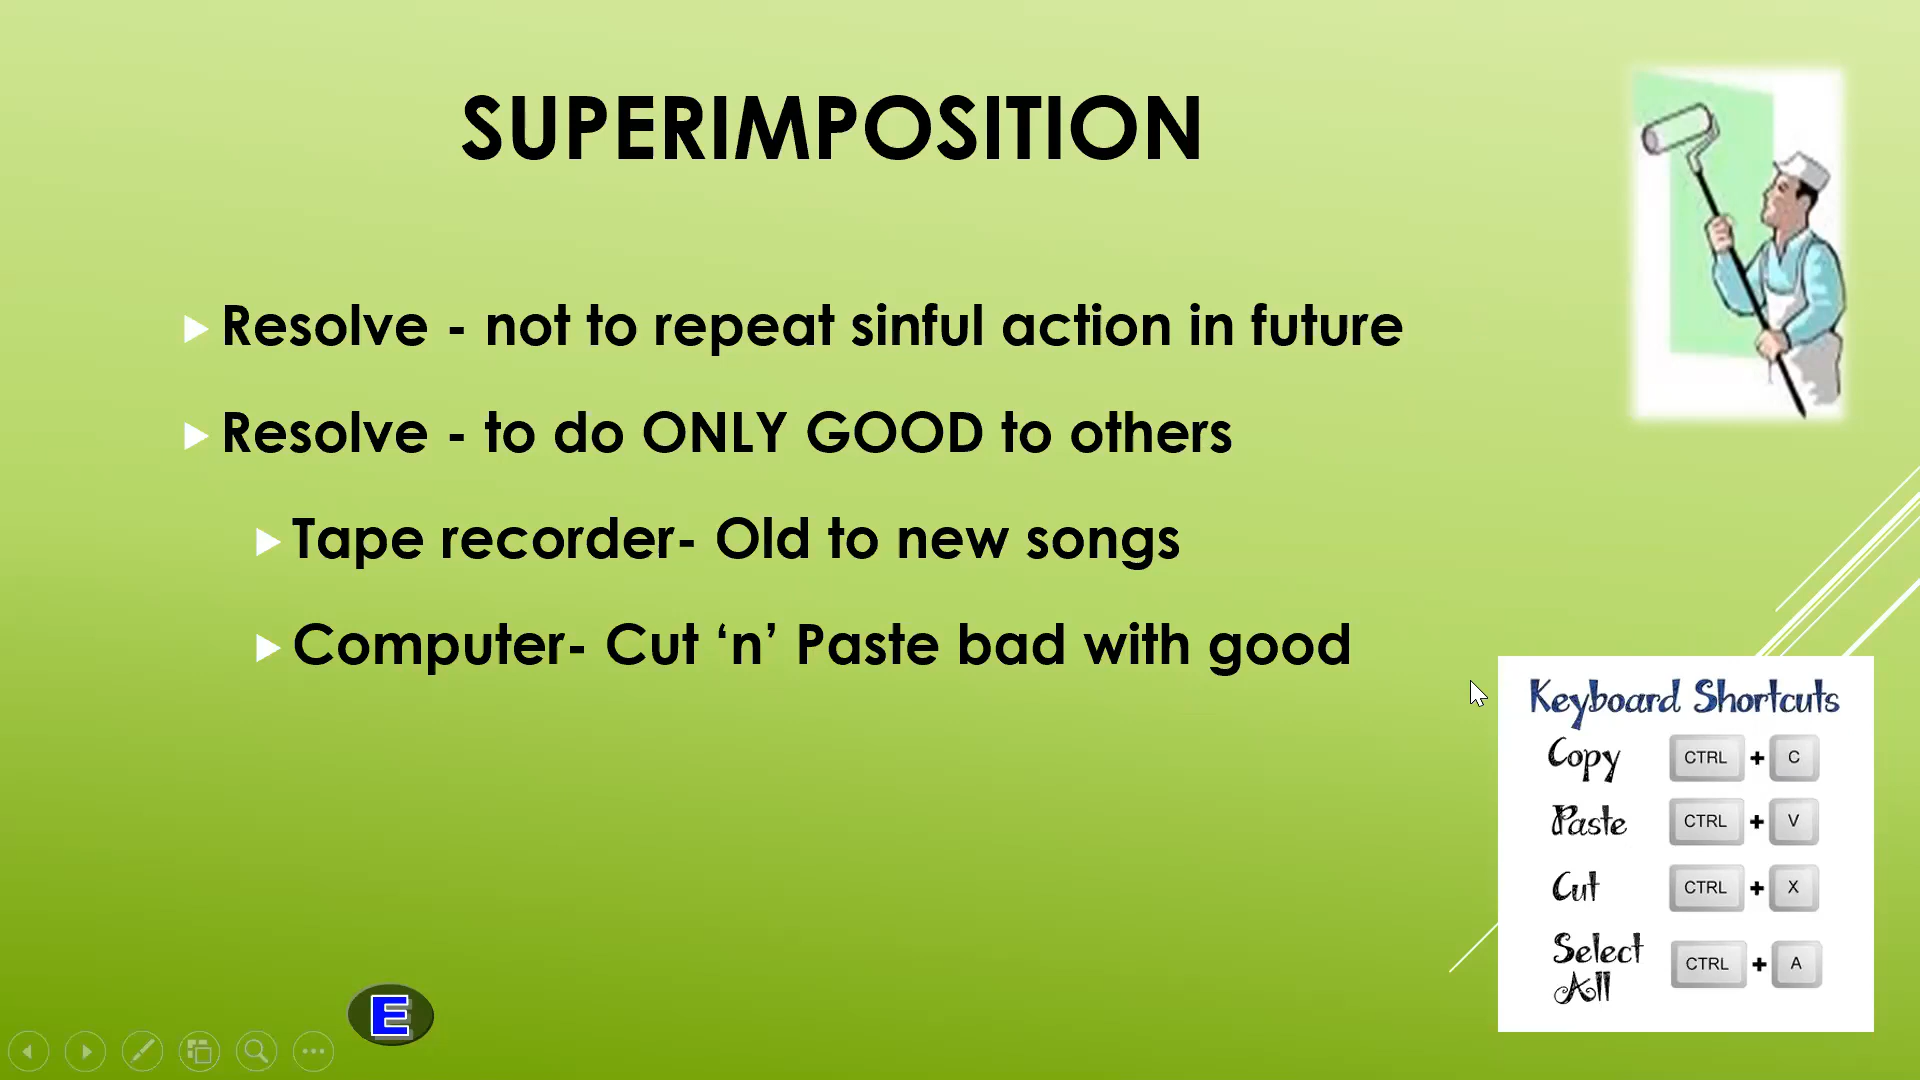 SUPERIMPOSITION
Resolve - not to repeat sinful action in future
Resolve - to do ONLY GOOD to others
Tape recorder- Old to new songs
Computer- Cut ‘n’ Paste bad with good
Keyboard Shortcuts
Copy CTRL + C
Paste CTRL + V
Cut CTRL + X
Select
All CTRL + A
E